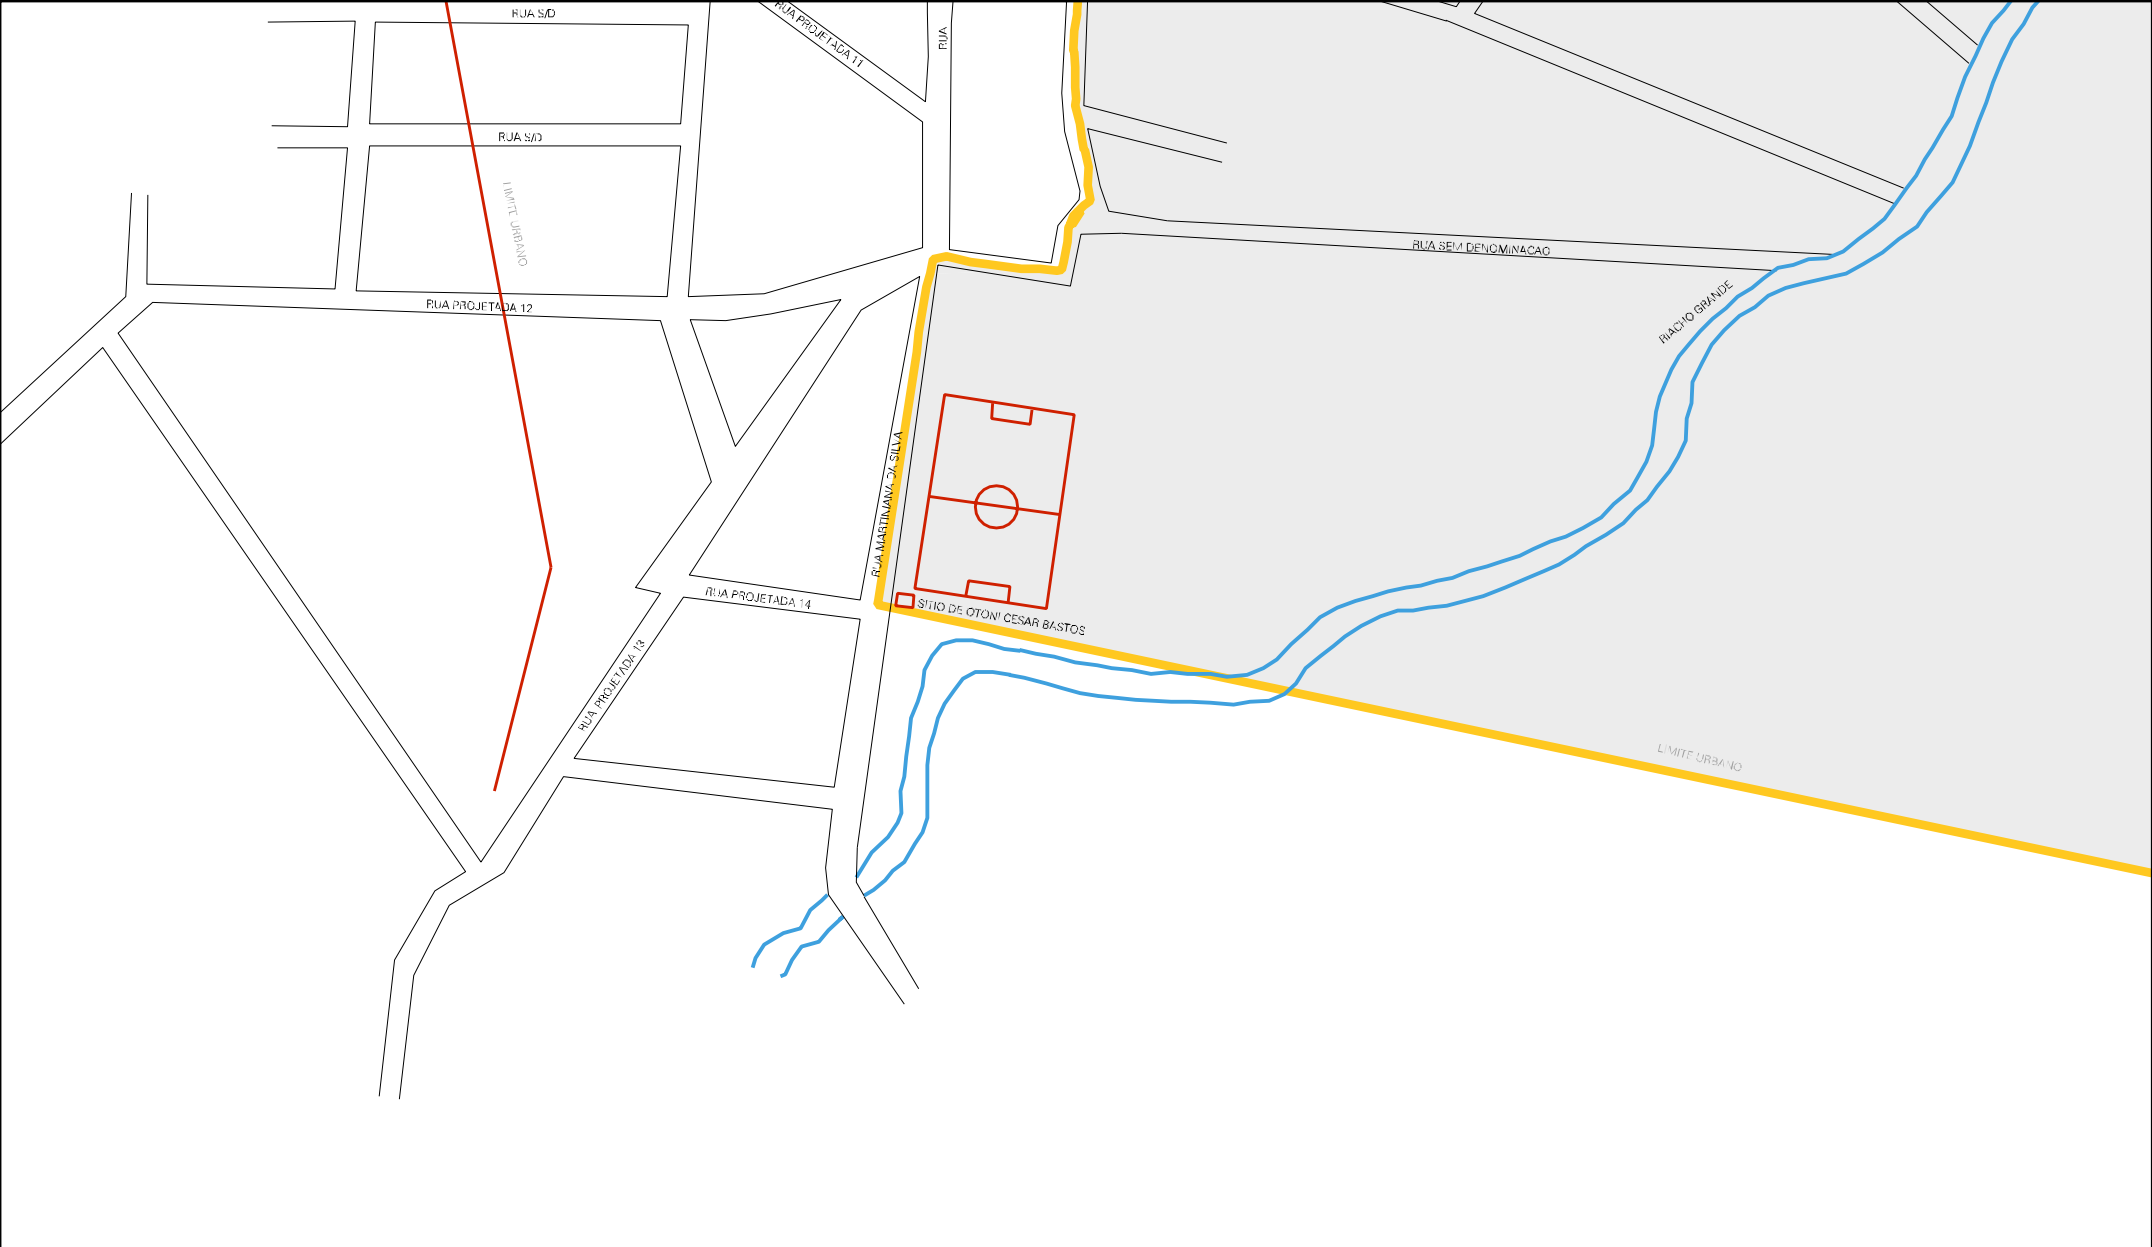 RUA S/D
RUA PROJETADA 11
RUA
RUA S/D
LIMITE URBANO
RUA SEM DENOMINACAO
RUA PROJETADA 12
RIACHO GRANDE
RUA MARTINIANA DA SILVA
RUA PROJETADA 14
SITIO DE OTONI CESAR BASTOS
RUA PROJETADA 13
LIMITE URBANO